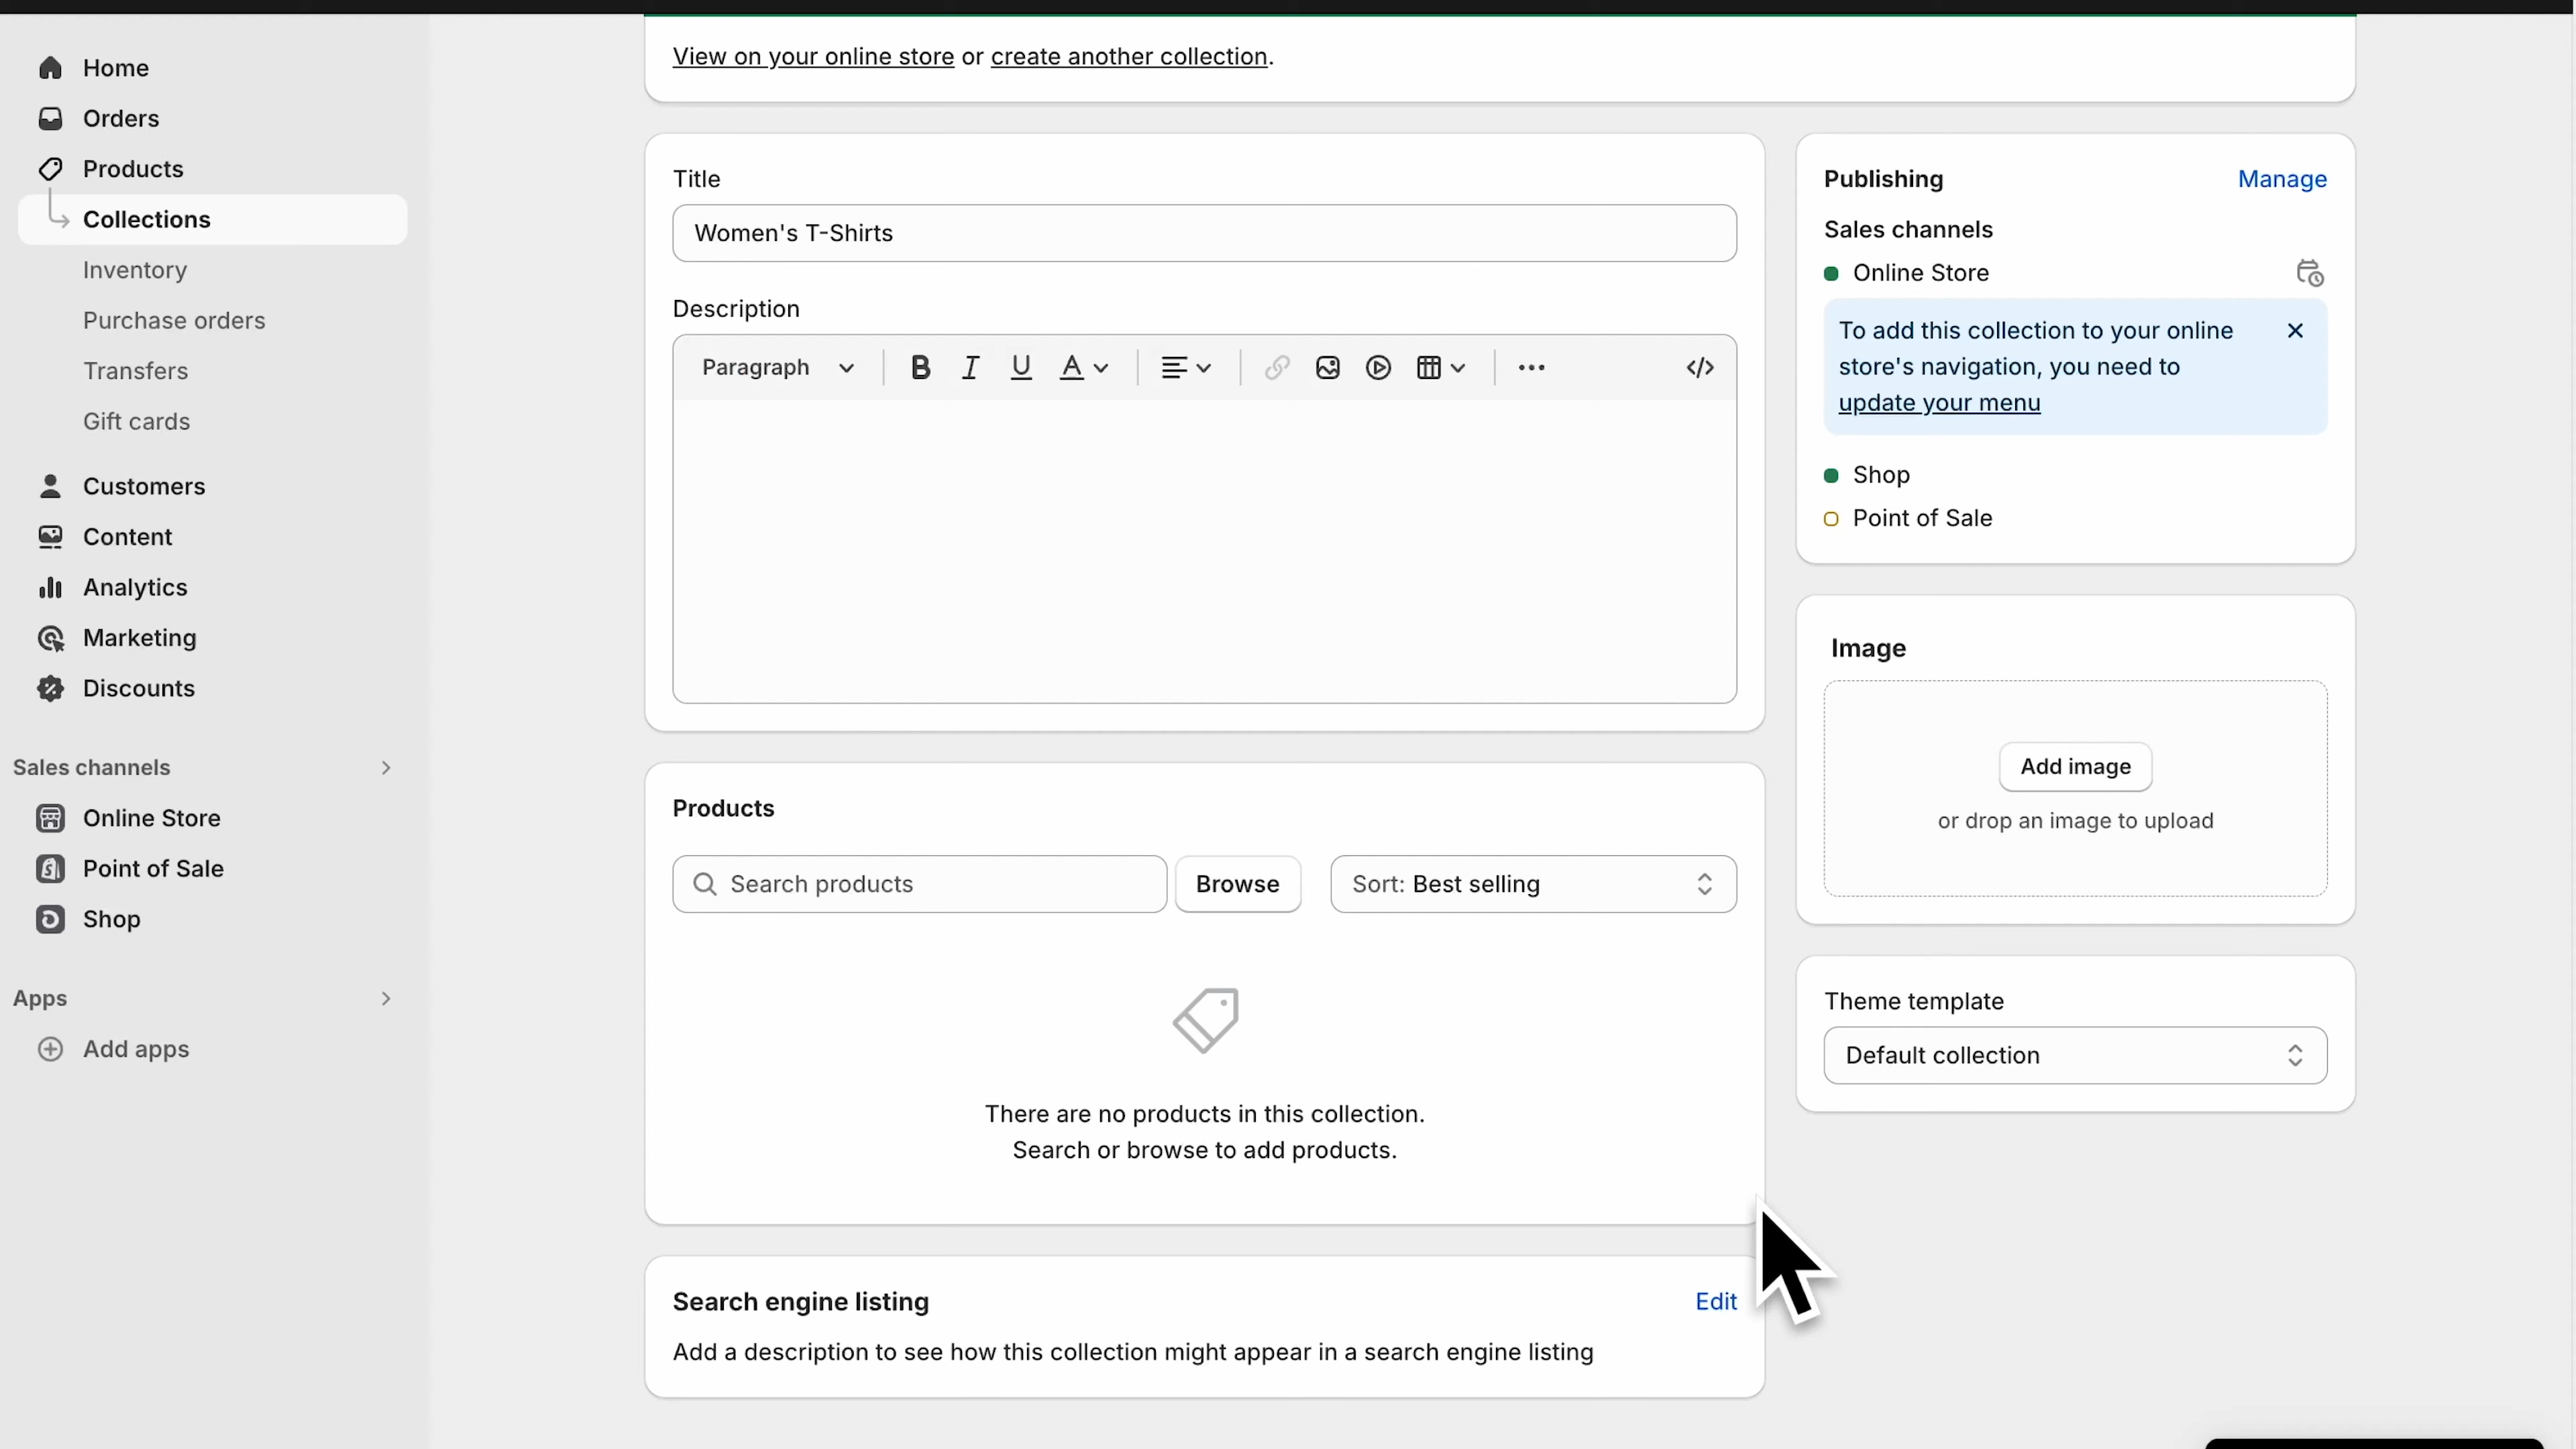 Home
Orders
Products
Collections
Inventory
Purchase orders
Transfers
Gift cards
Customers
Content
Analytics
Marketing
Discounts
Sales channels
Online Store
Point of Sale
Shop
Apps
Add apps
View on your online store or create another collection.
Title
Women's T-Shirts
Description
Paragraph
B I U A
Products
Search products
Browse
Sort: Best selling
There are no products in this collection.
Search or browse to add products.
Search engine listing
Edit
Add a description to see how this collection might appear in a search engine listing
Publishing
Manage
Sales channels
Online Store
To add this collection to your online
store's navigation, you need to
update your menu
Shop
Point of Sale
Image
Add image
or drop an image to upload
Theme template
Default collection